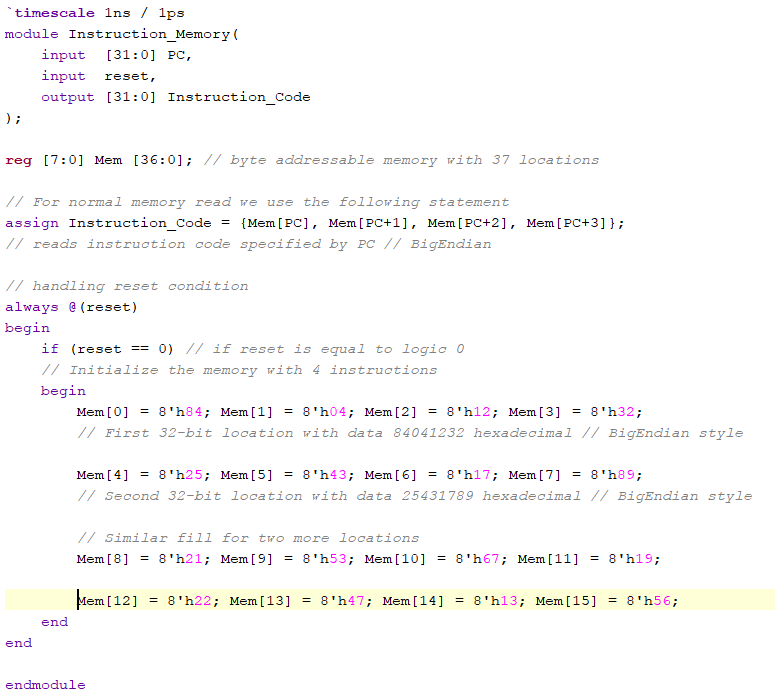 `timescale 1ns / 1ps
module Instruction_Memory(
    input  [31:0] PC,
    input  reset,
    output [31:0] Instruction_Code
);
reg [7:0] Mem [36:0]; // byte addressable memory with 37 locations
// For normal memory read we use the following statement
assign Instruction_Code = {Mem[PC], Mem[PC+1], Mem[PC+2], Mem[PC+3]};
// reads instruction code specified by PC // BigEndian
// handling reset condition
always @(reset)
begin
    if (reset == 0) // if reset is equal to logic 0
    // Initialize the memory with 4 instructions
    begin
        Mem[0] = 8'h84; Mem[1] = 8'h04; Mem[2] = 8'h12; Mem[3] = 8'h32;
        // First 32-bit location with data 84041232 hexadecimal // BigEndian style
        Mem[4] = 8'h25; Mem[5] = 8'h43; Mem[6] = 8'h17; Mem[7] = 8'h89;
        // Second 32-bit location with data 25431789 hexadecimal // BigEndian style
        // Similar fill for two more locations
        Mem[8] = 8'h21; Mem[9] = 8'h53; Mem[10] = 8'h67; Mem[11] = 8'h19;
        Mem[12] = 8'h22; Mem[13] = 8'h47; Mem[14] = 8'h13; Mem[15] = 8'h56;
    end
end
endmodule